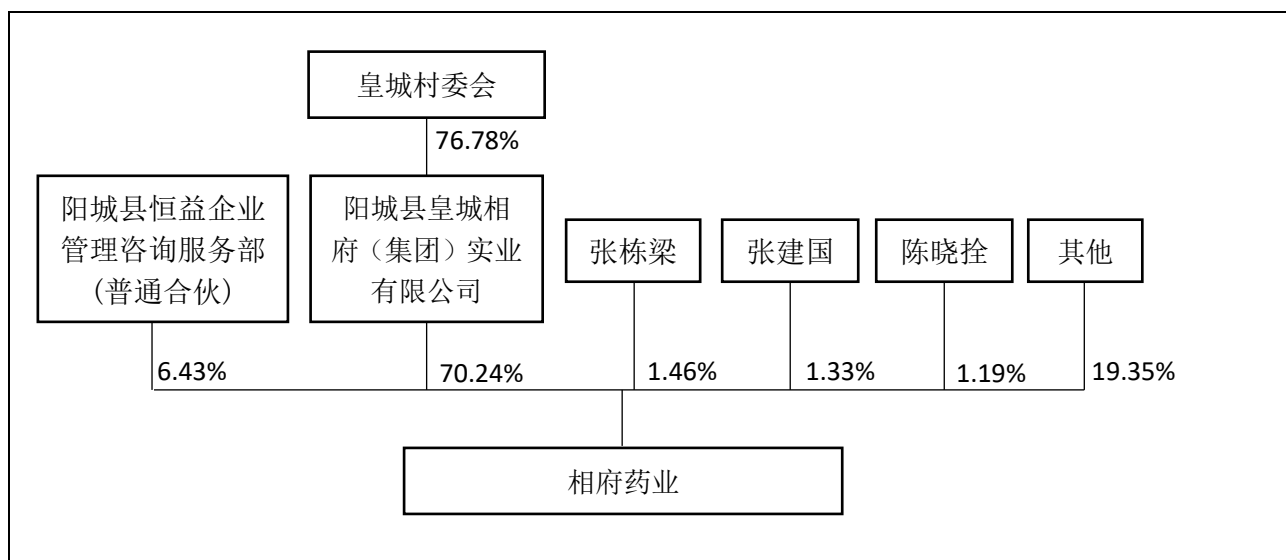 皇城村委会
76.78%
阳城县恒益企业
管理咨询服务部
(普通合伙)
阳城县皇城相
府（集团）实业
有限公司
张栋梁
张建国
陈晓拴
其他
6.43%
70.24%
1.46%
1.33%
1.19%
19.35%
相府药业